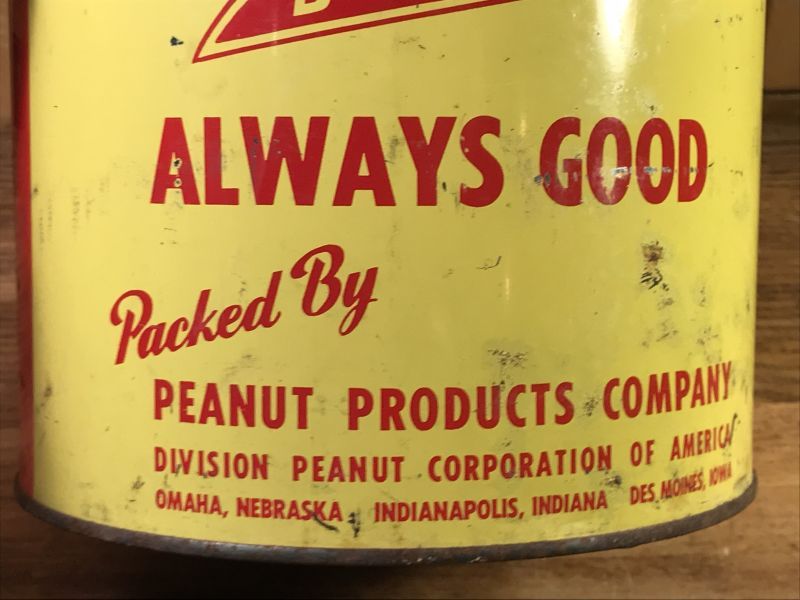 ALWAYS GOOD
Packed By
PEANUT PRODUCTS COMPANY
DIVISION PEANUT CORPORATION OF AMERICA
OMAHA, NEBRASKA INDIANAPOLIS, INDIANA DES MOINES, IOWA